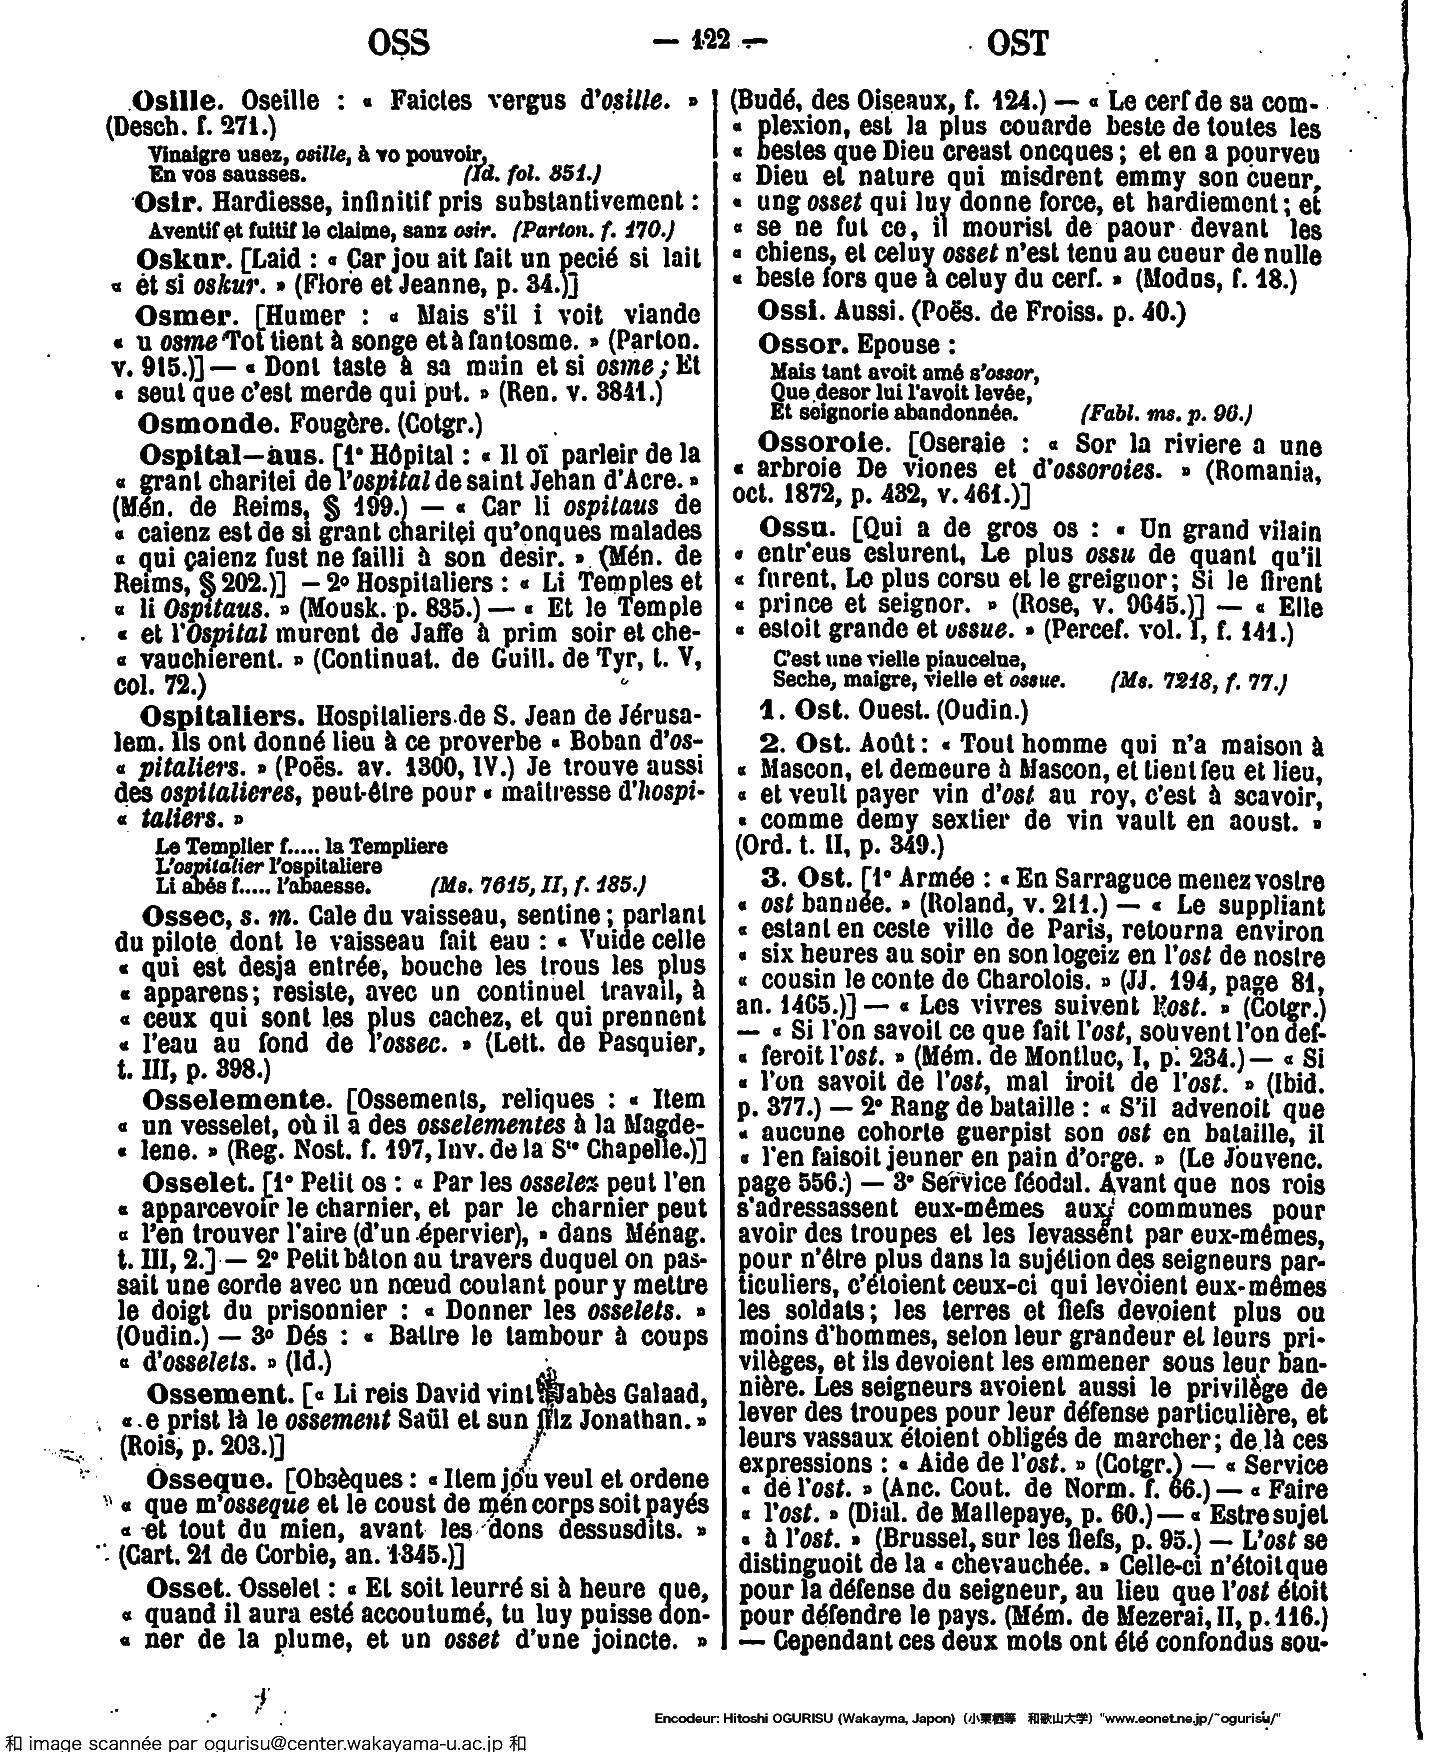 OSS — 122 — OST
Osille. Oseille : « Faictes vergus d'osille. »
(Desch. f. 271.)
Vinaigre usez, osille, à vo pouvoir,
En vos sausses. (Id. fol. 351.)
Osir. Hardiesse, infinitif pris substantivement :
Aventif et fuitif le claime, sanz osir. (Parton. f. 170.)
Oskur. [Laid : « Car jou ait fait un pecié si lait
« et si oskur. » (Flore et Jeanne, p. 34.)]
Osmer. [Humer : « Mais s'il i voit viande
« u osme Tot tient à songe et à fantosme. » (Parton.
v. 915.)] — « Dont taste à sa main et si osme ; Et
« seut que c'est merde qui put. » (Ren. v. 3841.)
Osmonde. Fougère. (Cotgr.)
Ospital—aus. [1° Hôpital : « Il oï parleir de la
« grant charitei de l'ospital de saint Jehan d'Acre. »
(Mén. de Reims, § 199.) — « Car li ospitaus de
« caienz est de si grant charitei qu'onques malades
« qui çaienz fust ne failli à son desir. » (Mén. de
Reims, § 202.)] — 2° Hospitaliers : « Li Temples et
« li Ospitaus. » (Mousk. p. 835.) — « Et le Temple
« et l'Ospital murent de Jaffe à prim soir et che-
« vauchierent. » (Continuat. de Guill. de Tyr, t. V,
col. 72.)
Ospitaliers. Hospitaliers de S. Jean de Jérusa-
lem. Ils ont donné lieu à ce proverbe « Boban d'os-
« pitaliers. » (Poës. av. 1300, IV.) Je trouve aussi
des ospitalieres, peut-être pour « maitresse d'hospi-
« taliers. »
Le Templier f..... la Templiere
L'ospitalier l'ospitaliere
Li abés f..... l'abaesse. (Ms. 7615, II, f. 185.)
Ossec, s. m. Cale du vaisseau, sentine ; parlant
du pilote dont le vaisseau fait eau : « Vuide celle
« qui est desja entrée, bouche les trous les plus
« apparens ; resiste, avec un continuel travail, à
« ceux qui sont les plus cachez, et qui prennent
« l'eau au fond de l'ossec. » (Lett. de Pasquier,
t. III, p. 398.)
Osselemente. [Ossements, reliques : « Item
« un vesselet, où il a des osselementes à la Magde-
« lene. » (Reg. Nost. f. 197, Inv. de la Ste Chapelle.)]
Osselet. [1° Petit os : « Par les osselez peut l'en
« apparcevoir le charnier, et par le charnier peut
« l'en trouver l'aire (d'un épervier), » dans Ménag.
t. III, 2.] — 2° Petit bâton au travers duquel on pas-
sait une corde avec un nœud coulant pour y mettre
le doigt du prisonnier : « Donner les osselets. »
(Oudin.) — 3° Dés : « Battre le tambour à coups
« d'osselets. » (Id.)
Ossement. [« Li reis David vint Jabès Galaad,
« e prist là le ossement Saül et sun filz Jonathan. »
(Rois, p. 203.)]
Osseque. [Obsèques : « Item jou veul et ordene
« que m'osseque et le coust de men corps soit payés
« et tout du mien, avant les dons dessusdits. »
(Cart. 21 de Corbie, an. 1345.)]
Osset. Osselet : « Et soit leurré si à heure que,
« quand il aura esté accoutumé, tu luy puisse don-
« ner de la plume, et un osset d'une joincte. »
(Budé, des Oiseaux, f. 124.) — « Le cerf de sa com-
« plexion, est la plus couarde beste de toutes les
« bestes que Dieu creast oncques ; et en a pourveu
« Dieu et nature qui misdrent emmy son cueur,
« ung osset qui luy donne force, et hardiement ; et
« se ne fut ce, il mourist de paour devant les
« chiens, et celuy osset n'est tenu au cueur de nulle
« beste fors que à celuy du cerf. » (Modus, f. 18.)
Ossi. Aussi. (Poës. de Froiss. p. 40.)
Ossor. Epouse :
Mais tant avoit amé s'ossor,
Que desor lui l'avoit levée,
Et seignorie abandonnée. (Fabl. ms. p. 96.)
Ossoroie. [Oseraie : « Sor la riviere a une
« arbroie De viones et d'ossoroies. » (Romania,
oct. 1872, p. 432, v. 461.)]
Ossu. [Qui a de gros os : « Un grand vilain
« entr'eus eslurent, Le plus ossu de quant qu'il
« furent, Le plus corsu et le greignor ; Si le firent
« prince et seignor. » (Rose, v. 9645.)] — « Elle
« estoit grande et ossue. » (Percef. vol. I, f. 141.)
C'est une vielle piaucelue,
Seche, maigre, vielle et ossue. (Ms. 7218, f. 77.)
1. Ost. Ouest. (Oudin.)
2. Ost. Août : « Tout homme qui n'a maison à
« Mascon, et demeure à Mascon, et tient feu et lieu,
« et veult payer vin d'ost au roy, c'est à scavoir,
« comme demy sextier de vin vault en aoust. »
(Ord. t. II, p. 349.)
3. Ost. [1° Armée : « En Sarraguce menez vostre
« ost bannée. » (Roland, v. 211.) — « Le suppliant
« estant en ceste ville de Paris, retourna environ
« six heures au soir en son logeiz en l'ost de nostre
« cousin le conte de Charolois. » (JJ. 194, page 81,
an. 1465.)] — « Les vivres suivent l'ost. » (Cotgr.)
— « Si l'on savoit ce que fait l'ost, souvent l'on def-
« feroit l'ost. » (Mém. de Montluc, I, p. 234.) — « Si
« l'on savoit de l'ost, mal iroit de l'ost. » (Ibid.
p. 377.) — 2° Rang de bataille : « S'il advenoit que
« aucune cohorte guerpist son ost en bataille, il
« l'en faisoit jeuner en pain d'orge. » (Le Jouvenc.
page 556.) — 3° Service féodal. Avant que nos rois
s'adressassent eux-mêmes aux communes pour
avoir des troupes et les levassent par eux-mêmes,
pour n'être plus dans la sujétion des seigneurs par-
ticuliers, c'étoient ceux-ci qui levoient eux-mêmes
les soldats ; les terres et fiefs devoient plus ou
moins d'hommes, selon leur grandeur et leurs pri-
vilèges, et ils devoient les emmener sous leur ban-
nière. Les seigneurs avoient aussi le privilège de
lever des troupes pour leur défense particulière, et
leurs vassaux étoient obligés de marcher ; de là ces
expressions : « Aide de l'ost. » (Cotgr.) — « Service
« de l'ost. » (Anc. Cout. de Norm. f. 66.) — « Faire
« l'ost. » (Dial. de Mallepaye, p. 60.) — « Estre sujet
« à l'ost. » (Brussel, sur les fiefs, p. 95.) — L'ost se
distinguoit de la « chevauchée. » Celle-ci n'étoit que
pour la défense du seigneur, au lieu que l'ost étoit
pour défendre le pays. (Mém. de Mezerai, II, p. 116.)
— Cependant ces deux mots ont été confondus sou-
Encodeur: Hitoshi OGURISU (Wakayma, Japon) (小栗栖等 和歌山大学) "www.eonet.ne.jp/~ogurisu/"
和 image scannée par ogurisu@center.wakayama-u.ac.jp 和